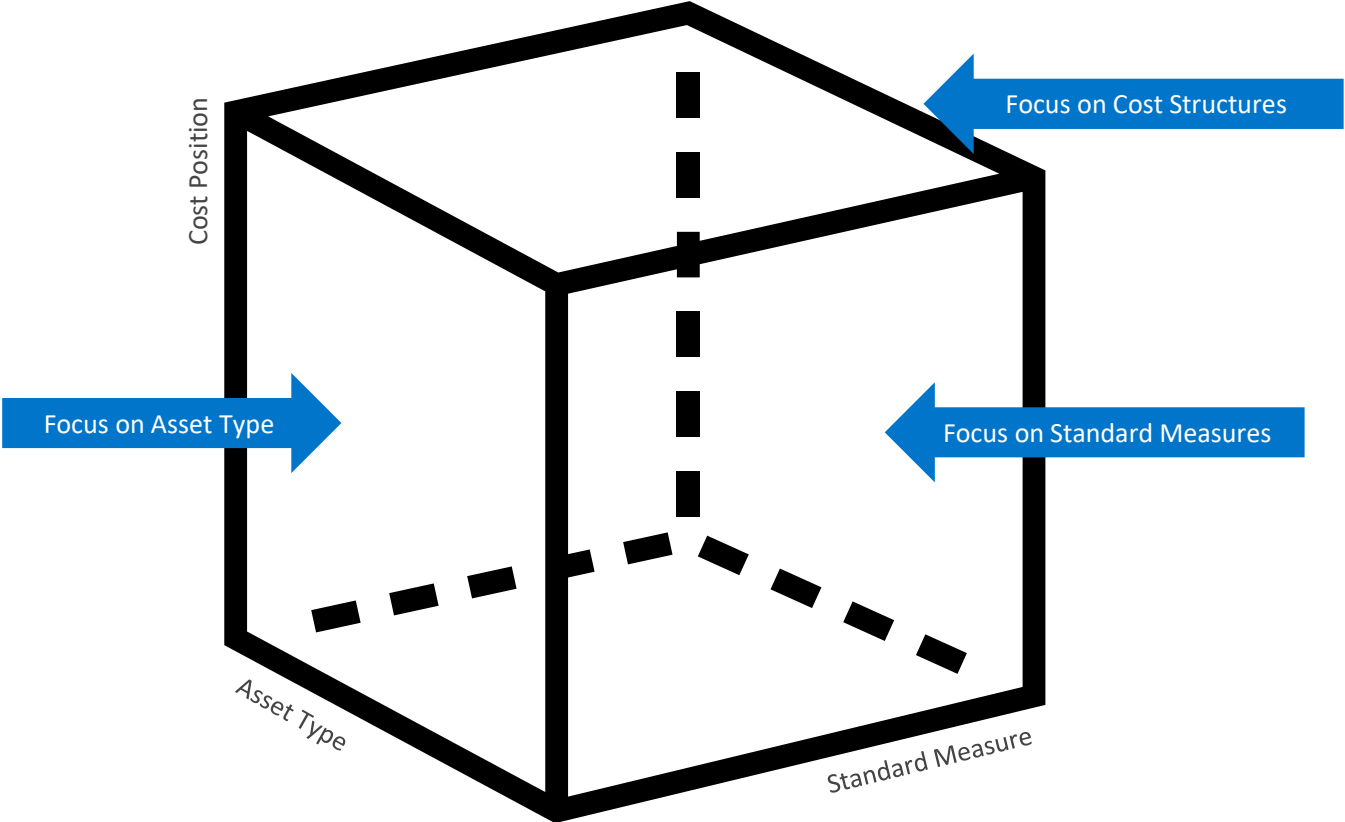 Focus on Cost Structures
Cost Position
Focus on Asset Type
Focus on Standard Measures
Asset Type
Standard Measure